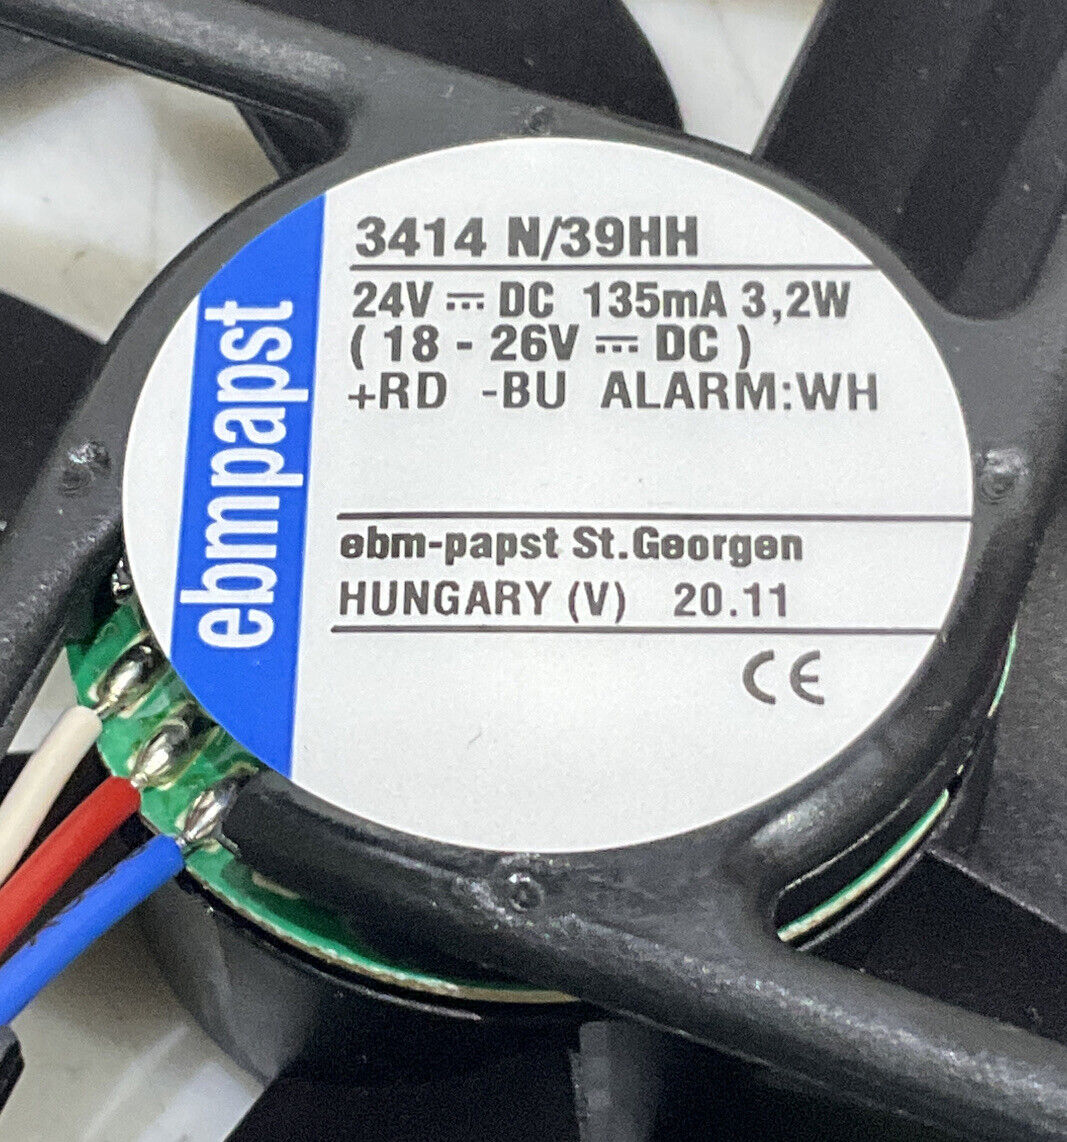 ebmpapst
3414 N/39HH
24V ⎓ DC 135mA 3,2W
( 18 - 26V ⎓ DC )
+RD -BU ALARM:WH
ebm-papst St.Georgen
HUNGARY (V) 20.11
CE